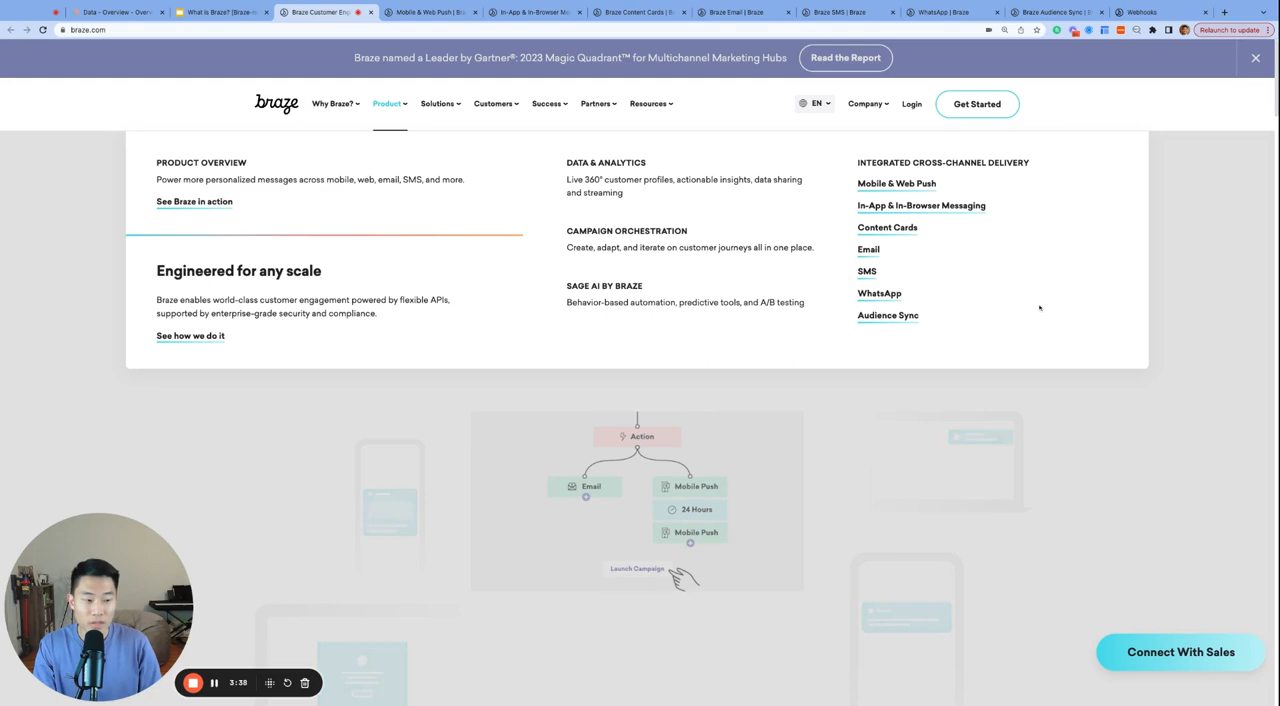 Data - Overview - Overv
What is Braze? [Braze-m
Braze Customer Eng
Mobile & Web Push | Bra
In-App & In-Browser Me
Braze Content Cards | B
Braze Email | Braze
Braze SMS | Braze
WhatsApp | Braze
Braze Audience Sync | B
Webhooks
braze.com
Relaunch to update
Braze named a Leader by Gartner®: 2023 Magic Quadrant™ for Multichannel Marketing Hubs
Read the Report
braze
Why Braze?
Product
Solutions
Customers
Success
Partners
Resources
EN
Company
Login
Get Started
PRODUCT OVERVIEW
Power more personalized messages across mobile, web, email, SMS, and more.
See Braze in action
Engineered for any scale
Braze enables world-class customer engagement powered by flexible APIs,
supported by enterprise-grade security and compliance.
See how we do it
DATA & ANALYTICS
Live 360° customer profiles, actionable insights, data sharing
and streaming
CAMPAIGN ORCHESTRATION
Create, adapt, and iterate on customer journeys all in one place.
SAGE AI BY BRAZE
Behavior-based automation, predictive tools, and A/B testing
INTEGRATED CROSS-CHANNEL DELIVERY
Mobile & Web Push
In-App & In-Browser Messaging
Content Cards
Email
SMS
WhatsApp
Audience Sync
Action
Email
Mobile Push
24 Hours
Mobile Push
Launch Campaign
Connect With Sales
3:38